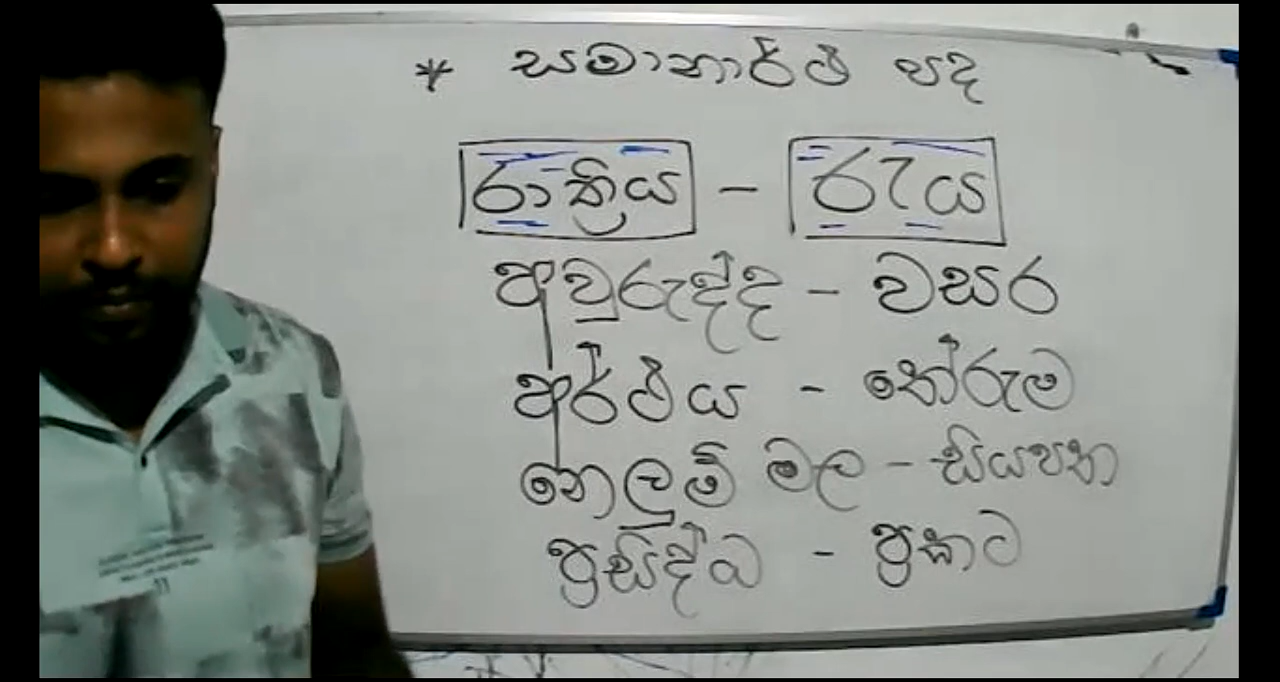 * සමානාර්ථ පද
රාත්‍රිය - රැය
අවුරුද්ද - වසර
අර්ථය - තේරුම
නෙලුම් මල - සියපත
ප්‍රසිද්ධ - ප්‍රකට